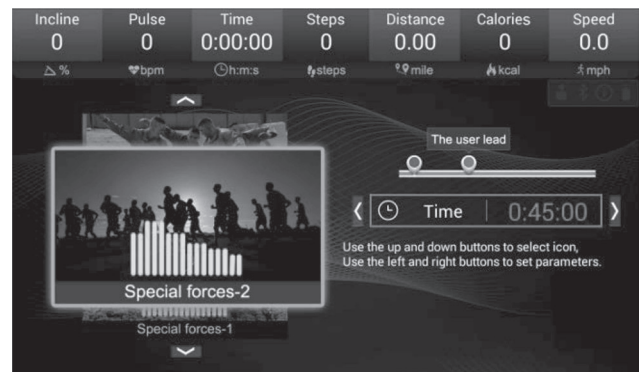 Incline Pulse Time Steps Distance Calories Speed
0 0 0:00:00 0 0.00 0 0.0
% bpm h:m:s steps mile kcal mph
The user lead
Time 0:45:00
Use the up and down buttons to select icon,
Use the left and right buttons to set parameters.
Special forces-2
Special forces-1